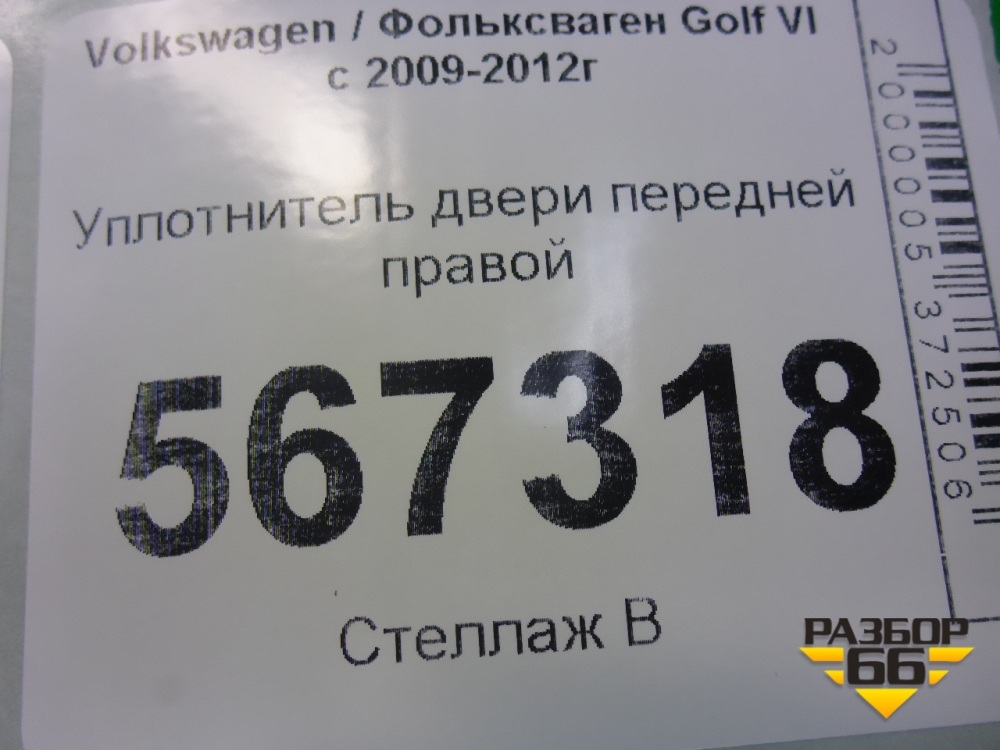 Volkswagen / Фольксваген Golf VI
с 2009-2012г
Уплотнитель двери передней
правой
567318
Стеллаж В
2000005372506
РАЗБОР
66